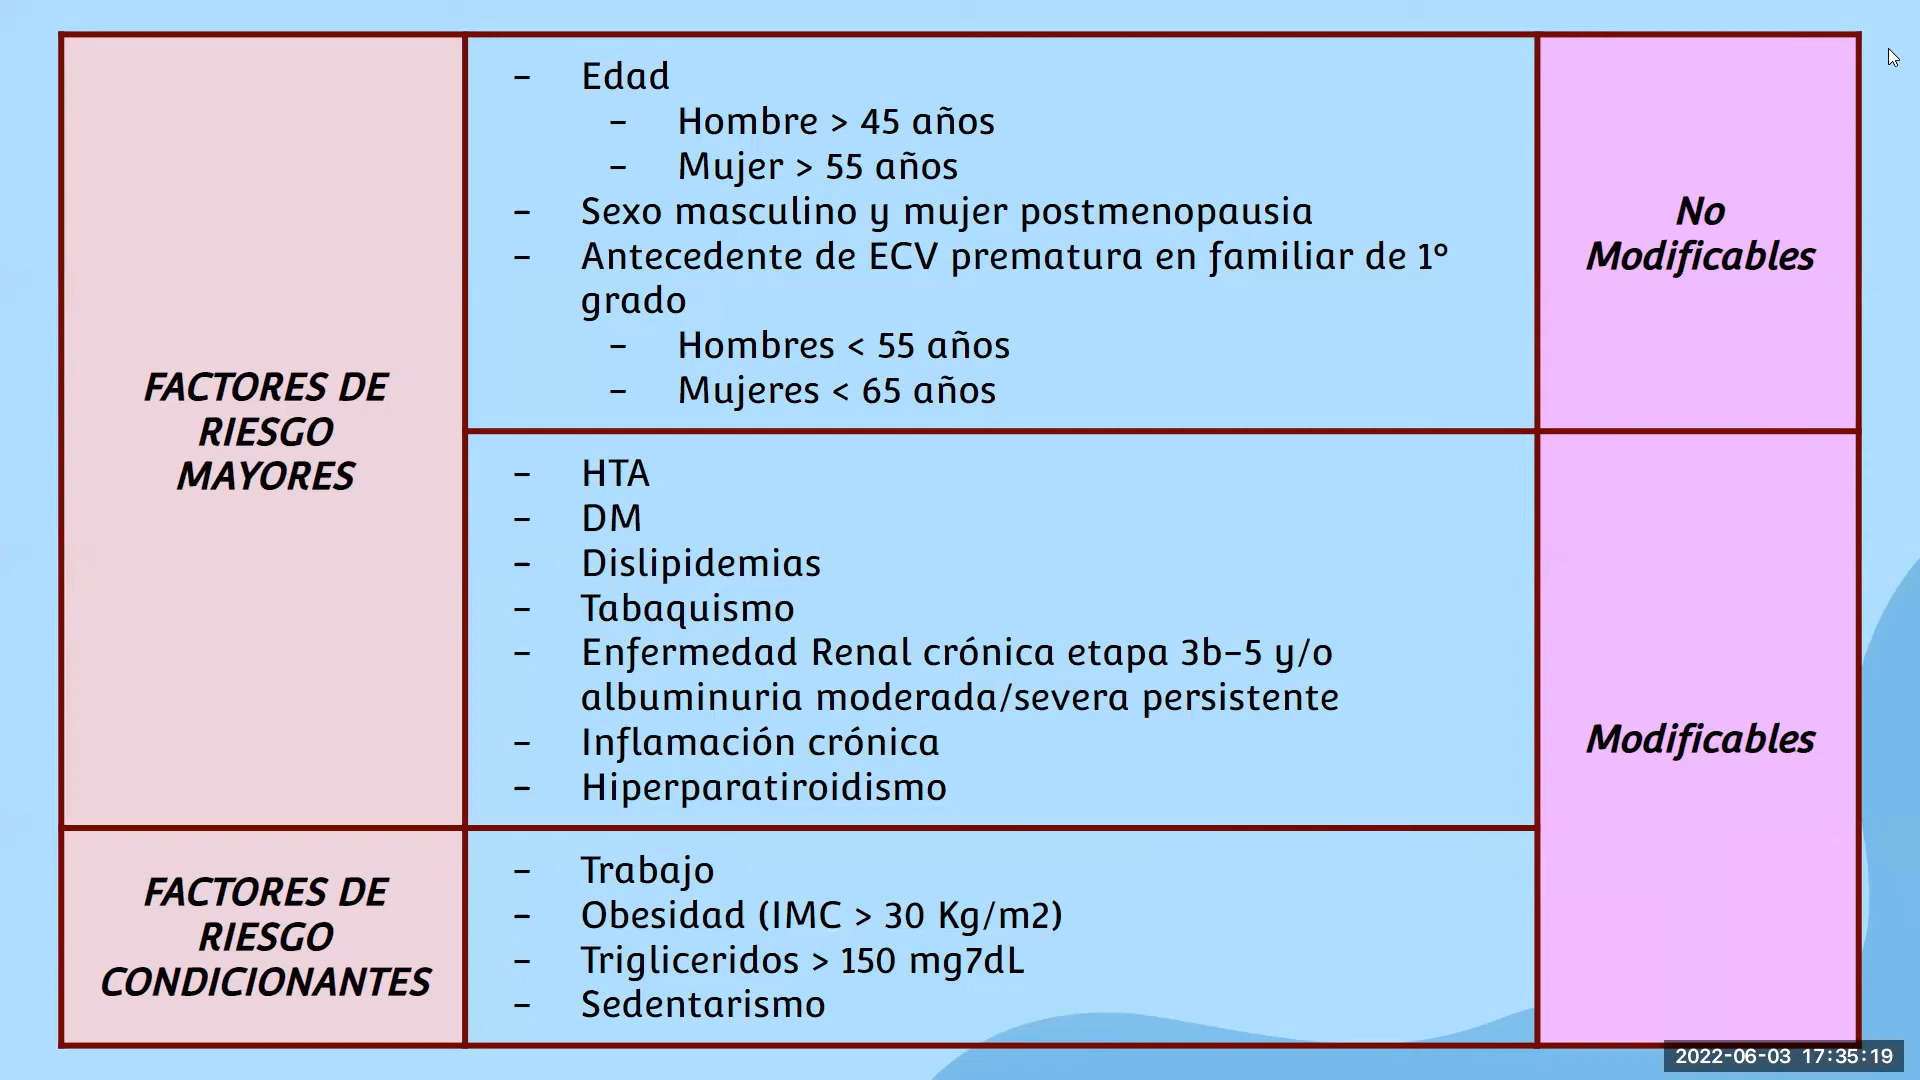 FACTORES DE
RIESGO
MAYORES
- Edad
- Hombre > 45 años
- Mujer > 55 años
- Sexo masculino y mujer postmenopausia
- Antecedente de ECV prematura en familiar de 1º
grado
- Hombres < 55 años
- Mujeres < 65 años
No
Modificables
- HTA
- DM
- Dislipidemias
- Tabaquismo
- Enfermedad Renal crónica etapa 3b-5 y/o
albuminuria moderada/severa persistente
- Inflamación crónica
- Hiperparatiroidismo
Modificables
FACTORES DE
RIESGO
CONDICIONANTES
- Trabajo
- Obesidad (IMC > 30 Kg/m2)
- Trigliceridos > 150 mg7dL
- Sedentarismo
2022-06-03 17:35:19